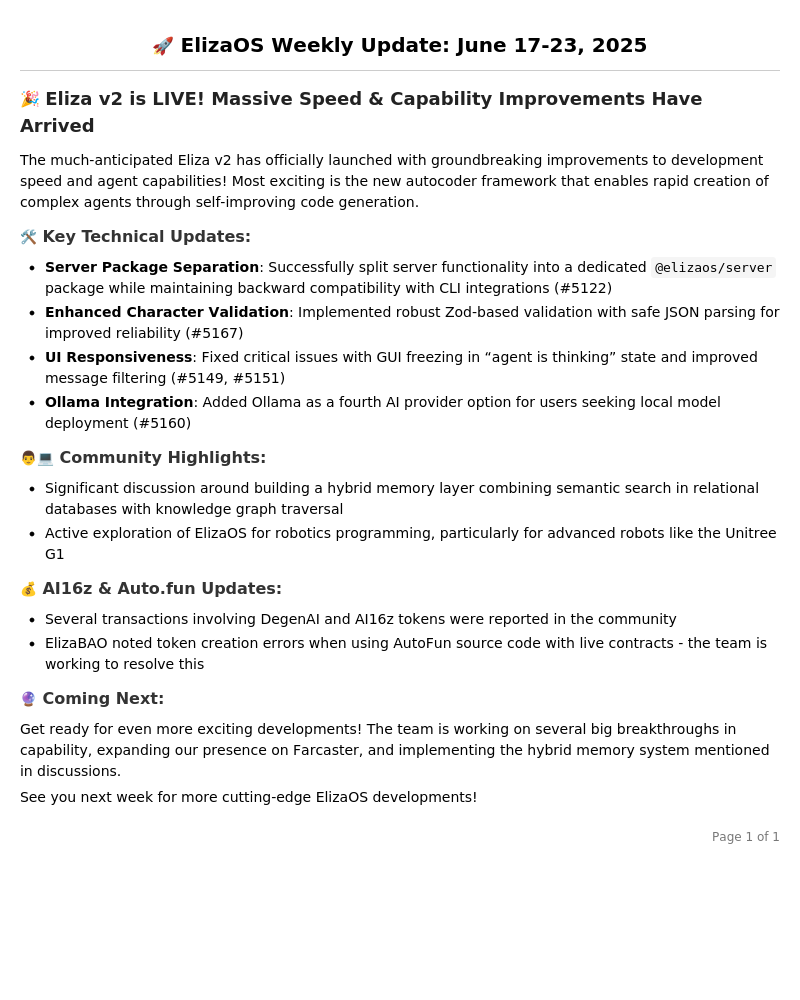 🚀 ElizaOS Weekly Update: June 17-23, 2025
🎉 Eliza v2 is LIVE! Massive Speed & Capability Improvements Have
Arrived
The much-anticipated Eliza v2 has officially launched with groundbreaking improvements to development
speed and agent capabilities! Most exciting is the new autocoder framework that enables rapid creation of
complex agents through self-improving code generation.
🛠️ Key Technical Updates:
• Server Package Separation: Successfully split server functionality into a dedicated @elizaos/server
package while maintaining backward compatibility with CLI integrations (#5122)
• Enhanced Character Validation: Implemented robust Zod-based validation with safe JSON parsing for
improved reliability (#5167)
• UI Responsiveness: Fixed critical issues with GUI freezing in “agent is thinking” state and improved
message filtering (#5149, #5151)
• Ollama Integration: Added Ollama as a fourth AI provider option for users seeking local model
deployment (#5160)
👨💻 Community Highlights:
• Significant discussion around building a hybrid memory layer combining semantic search in relational
databases with knowledge graph traversal
• Active exploration of ElizaOS for robotics programming, particularly for advanced robots like the Unitree
G1
💰 AI16z & Auto.fun Updates:
• Several transactions involving DegenAI and AI16z tokens were reported in the community
• ElizaBAO noted token creation errors when using AutoFun source code with live contracts - the team is
working to resolve this
🔮 Coming Next:
Get ready for even more exciting developments! The team is working on several big breakthroughs in
capability, expanding our presence on Farcaster, and implementing the hybrid memory system mentioned
in discussions.
See you next week for more cutting-edge ElizaOS developments!
Page 1 of 1